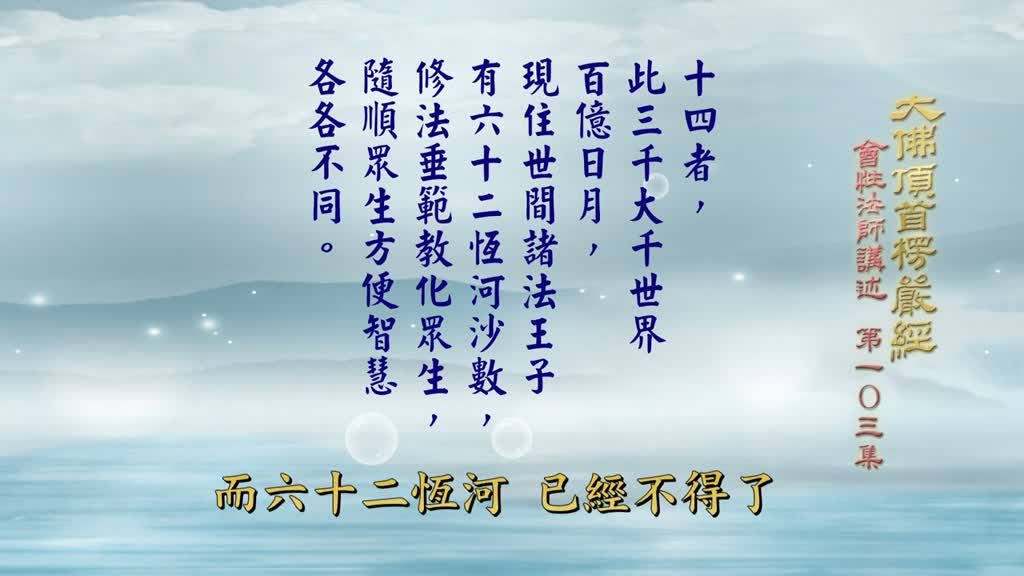 大佛頂首楞嚴經
會性法師講述 第一〇三集
十四者，
此三千大千世界
百億日月，
現住世間諸法王子
有六十二恆河沙數，
修法垂範教化眾生，
隨順眾生方便智慧
各各不同。
而六十二恆河 已經不得了